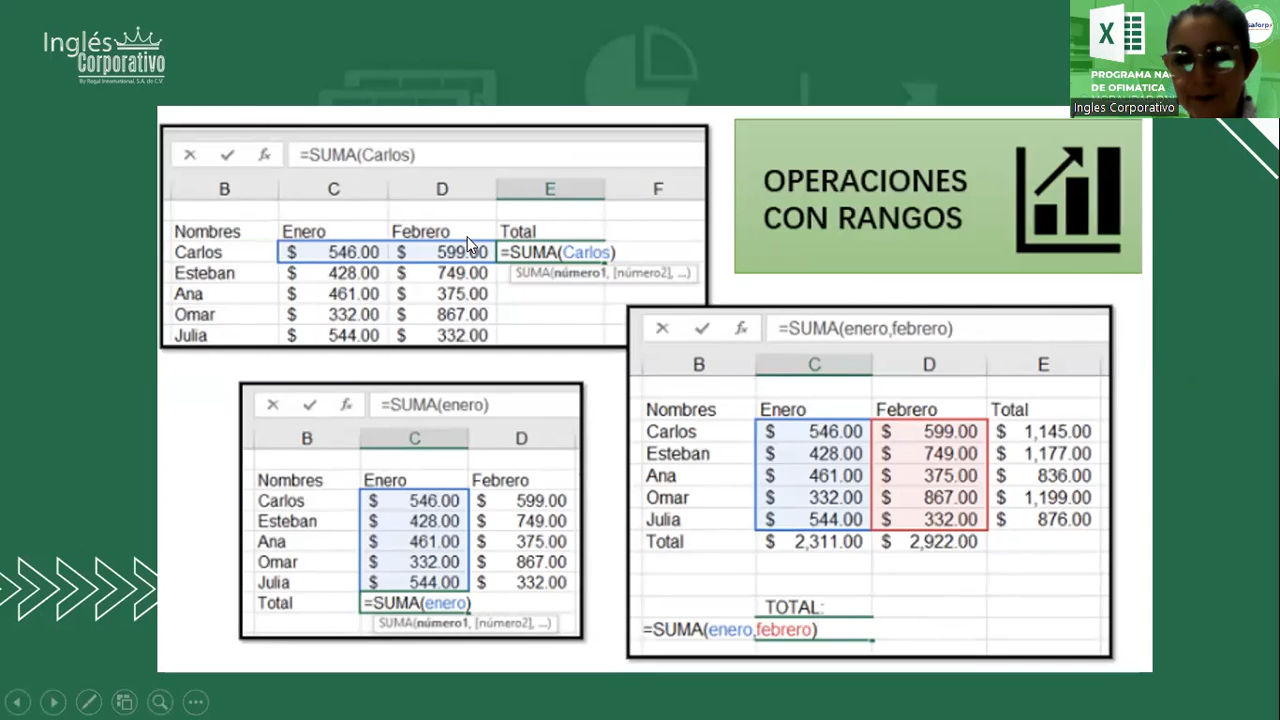 Inglés
Corporativo
By Regal International, S.A. de C.V.
PROGRAMA NA
DE OFIMATICA
Ingles Corporativo
=SUMA(Carlos)
B C D E F
Nombres Enero Febrero Total
Carlos $ 546.00 $ 599.00 =SUMA(Carlos)
Esteban $ 428.00 $ 749.00 SUMA(número1, [número2], ...)
Ana $ 461.00 $ 375.00
Omar $ 332.00 $ 867.00
Julia $ 544.00 $ 332.00
OPERACIONES
CON RANGOS
=SUMA(enero)
B C D
Nombres Enero Febrero
Carlos $ 546.00 $ 599.00
Esteban $ 428.00 $ 749.00
Ana $ 461.00 $ 375.00
Omar $ 332.00 $ 867.00
Julia $ 544.00 $ 332.00
Total =SUMA(enero)
SUMA(número1, [número2], ...)
=SUMA(enero,febrero)
B C D E
Nombres Enero Febrero Total
Carlos $ 546.00 $ 599.00 $ 1,145.00
Esteban $ 428.00 $ 749.00 $ 1,177.00
Ana $ 461.00 $ 375.00 $ 836.00
Omar $ 332.00 $ 867.00 $ 1,199.00
Julia $ 544.00 $ 332.00 $ 876.00
Total $ 2,311.00 $ 2,922.00
TOTAL:
=SUMA(enero,febrero)